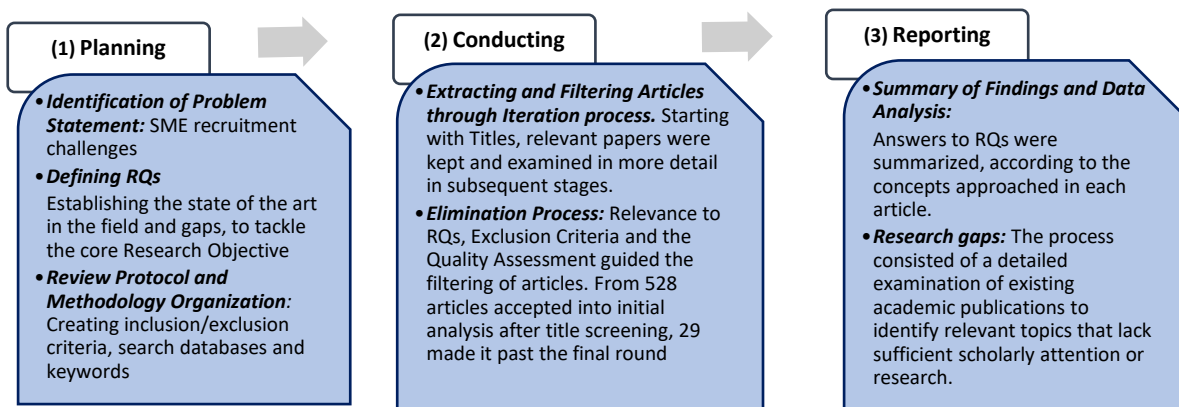 (1) Planning
• Identification of Problem
Statement: SME recruitment
challenges
• Defining RQs
Establishing the state of the art
in the field and gaps, to tackle
the core Research Objective
• Review Protocol and
Methodology Organization:
Creating inclusion/exclusion
criteria, search databases and
keywords
(2) Conducting
• Extracting and Filtering Articles
through Iteration process. Starting
with Titles, relevant papers were
kept and examined in more detail
in subsequent stages.
• Elimination Process: Relevance to
RQs, Exclusion Criteria and the
Quality Assessment guided the
filtering of articles. From 528
articles accepted into initial
analysis after title screening, 29
made it past the final round
(3) Reporting
• Summary of Findings and Data
Analysis:
Answers to RQs were
summarized, according to the
concepts approached in each
article.
• Research gaps: The process
consisted of a detailed
examination of existing
academic publications to
identify relevant topics that lack
sufficient scholarly attention or
research.